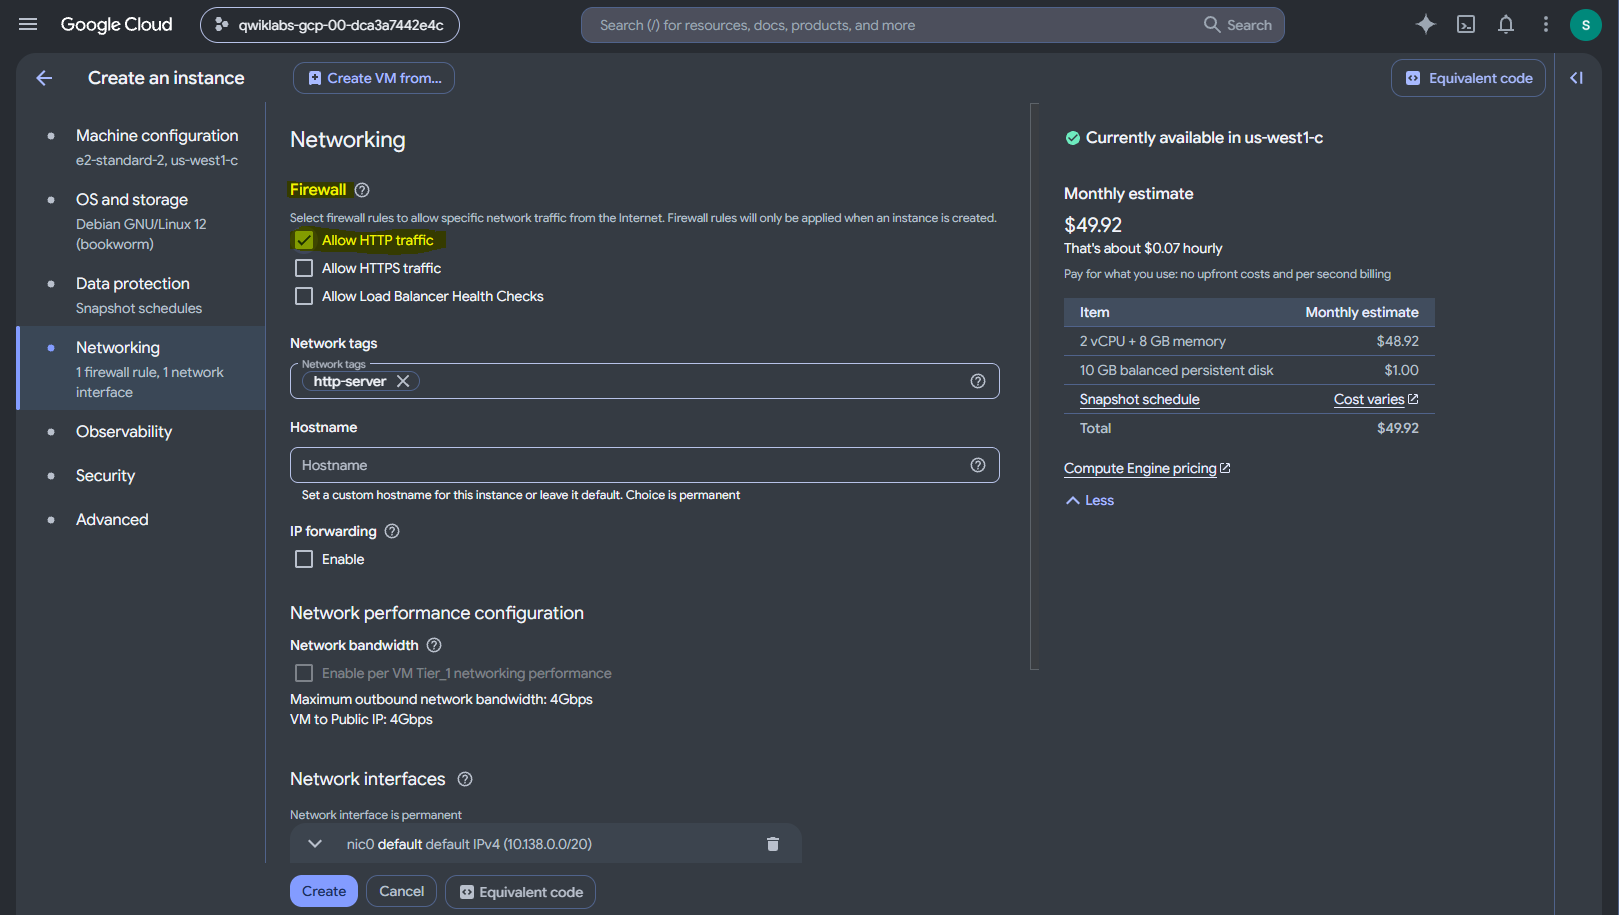 Google Cloud
qwiklabs-gcp-00-dca3a7442e4c
Search (/) for resources, docs, products, and more
Search
S
Create an instance
Create VM from...
Equivalent code
Machine configuration
e2-standard-2, us-west1-c
OS and storage
Debian GNU/Linux 12
(bookworm)
Data protection
Snapshot schedules
Networking
1 firewall rule, 1 network
interface
Observability
Security
Advanced
Networking
Firewall
Select firewall rules to allow specific network traffic from the Internet. Firewall rules will only be applied when an instance is created.
Allow HTTP traffic
Allow HTTPS traffic
Allow Load Balancer Health Checks
Network tags
Network tags
http-server
Hostname
Hostname
Set a custom hostname for this instance or leave it default. Choice is permanent
IP forwarding
Enable
Network performance configuration
Network bandwidth
Enable per VM Tier_1 networking performance
Maximum outbound network bandwidth: 4Gbps
VM to Public IP: 4Gbps
Network interfaces
Network interface is permanent
nic0 default default IPv4 (10.138.0.0/20)
Create
Cancel
Equivalent code
Currently available in us-west1-c
Monthly estimate
$49.92
That's about $0.07 hourly
Pay for what you use: no upfront costs and per second billing
Item Monthly estimate
2 vCPU + 8 GB memory $48.92
10 GB balanced persistent disk $1.00
Snapshot schedule Cost varies
Total $49.92
Compute Engine pricing
Less